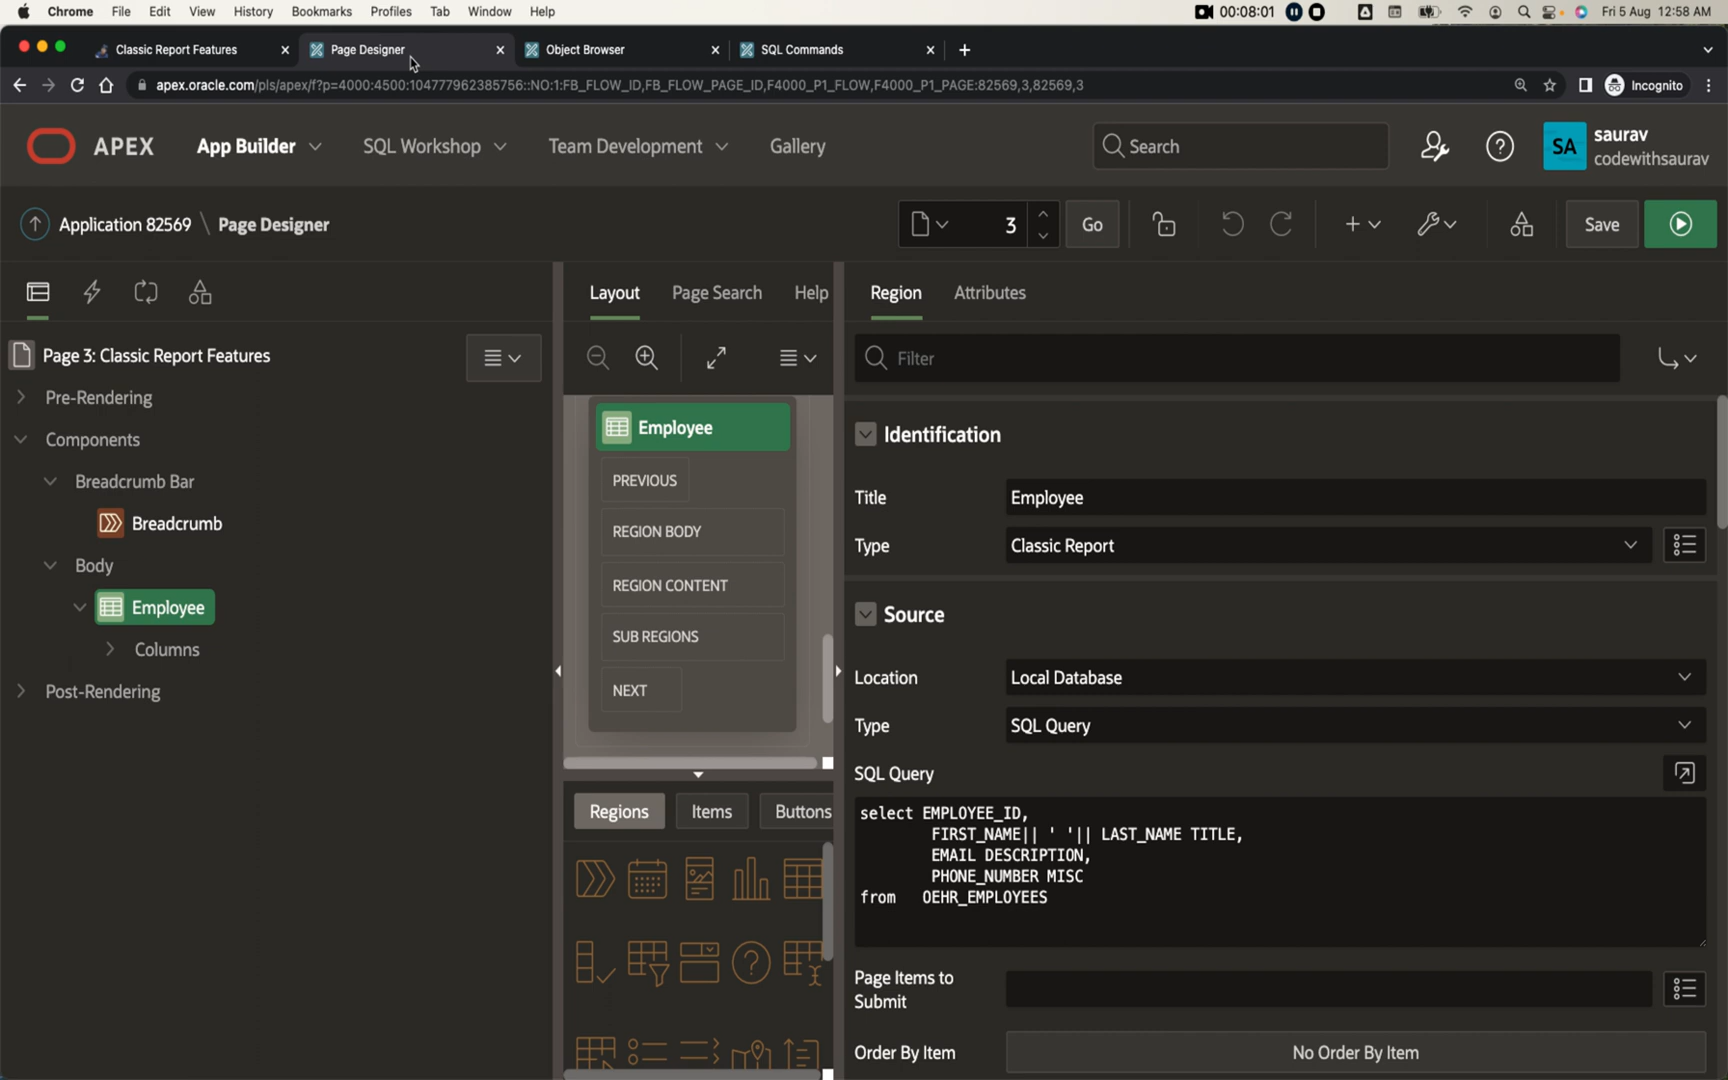 Chrome File Edit View History Bookmarks Profiles Tab Window Help 00:08:01 Fri 5 Aug 12:58 AM
Classic Report Features Page Designer Object Browser SQL Commands
apex.oracle.com/pls/apex/f?p=4000:4500:104777962385756::NO:1:FB_FLOW_ID,FB_FLOW_PAGE_ID,F4000_P1_FLOW,F4000_P1_PAGE:82569,3,82569,3 Incognito
APEX App Builder SQL Workshop Team Development Gallery Search SA saurav
codewithsaurav
Application 82569 \ Page Designer 3 Go Save
Layout Page Search Help Region Attributes
Page 3: Classic Report Features Filter
Pre-Rendering
Components
Breadcrumb Bar
Breadcrumb
Body
Employee
Columns
Post-Rendering
Employee
PREVIOUS
REGION BODY
REGION CONTENT
SUB REGIONS
NEXT
Regions Items Buttons
Identification
Title Employee
Type Classic Report
Source
Location Local Database
Type SQL Query
SQL Query
select EMPLOYEE_ID,
FIRST_NAME|| ' '|| LAST_NAME TITLE,
EMAIL DESCRIPTION,
PHONE_NUMBER MISC
from OEHR_EMPLOYEES
Page Items to
Submit
Order By Item No Order By Item